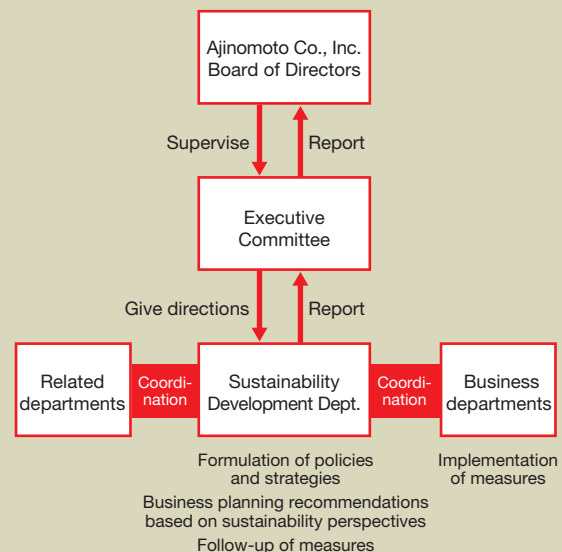 Ajinomoto Co., Inc.
Board of Directors
Supervise
Report
Executive
Committee
Give directions
Report
Related
departments
Coordi-
nation
Sustainability
Development Dept.
Coordi-
nation
Business
departments
Formulation of policies
and strategies
Business planning recommendations
based on sustainability perspectives
Follow-up of measures
Implementation
of measures